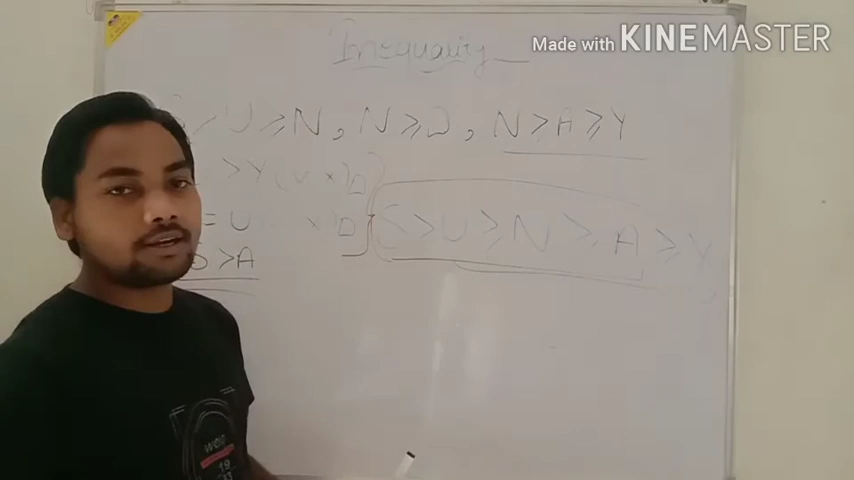 Made with KINEMASTER
Inequality
> U ≥ N, N ≥ D, N ≥ A ≥ Y
> Y (U × )
= U × ) S > U ≥ N ≥ A ≥ Y
S > A